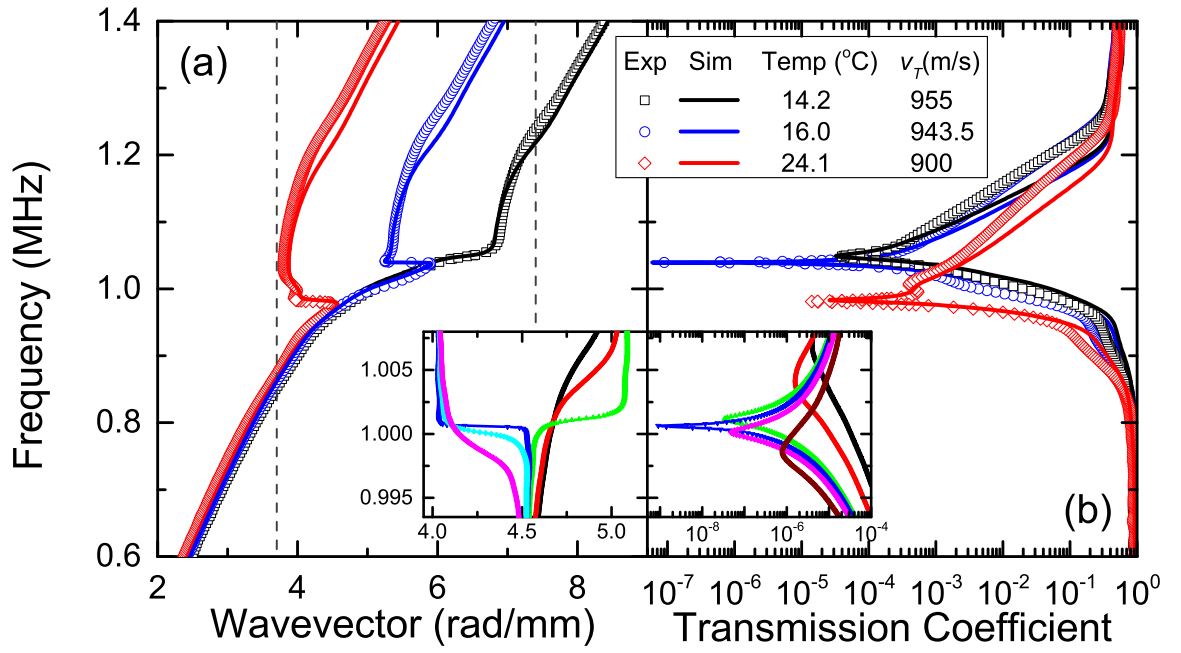 (a)
Exp Sim Temp (°C) v_T(m/s)
14.2 955
16.0 943.5
24.1 900
1.4
1.2
1.0
0.8
0.6
Frequency (MHz)
1.005
1.000
0.995
4.0 4.5 5.0
10⁻⁸ 10⁻⁶ 10⁻⁴
(b)
2 4 6 8
10⁻⁷ 10⁻⁶ 10⁻⁵ 10⁻⁴ 10⁻³ 10⁻² 10⁻¹ 10⁰
Wavevector (rad/mm)
Transmission Coefficient